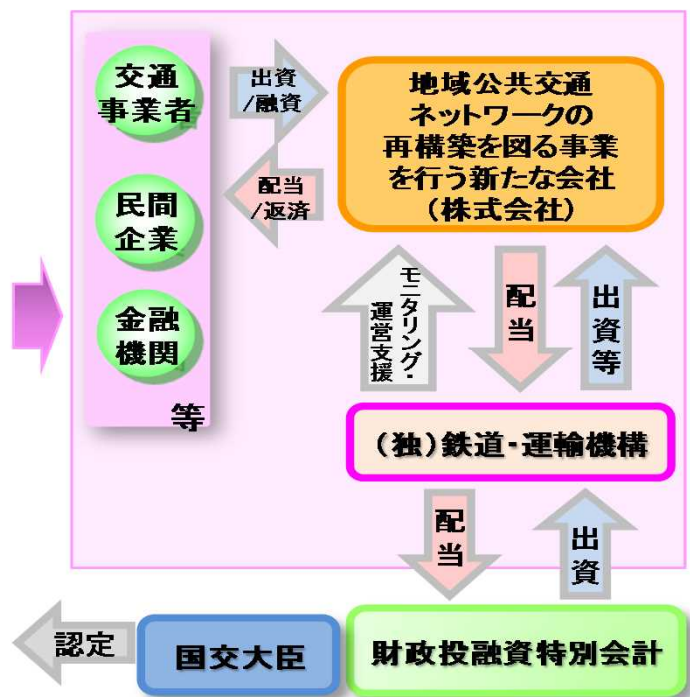 交通
事業者
民間
企業
金融
機関
等
出資
/融資
配当
/返済
地域公共交通
ネットワークの
再構築を図る事業
を行う新たな会社
(株式会社)
モニタリング・
運営支援
配当
出資等
(独)鉄道・運輸機構
配当
出資
認定
国交大臣
財政投融資特別会計